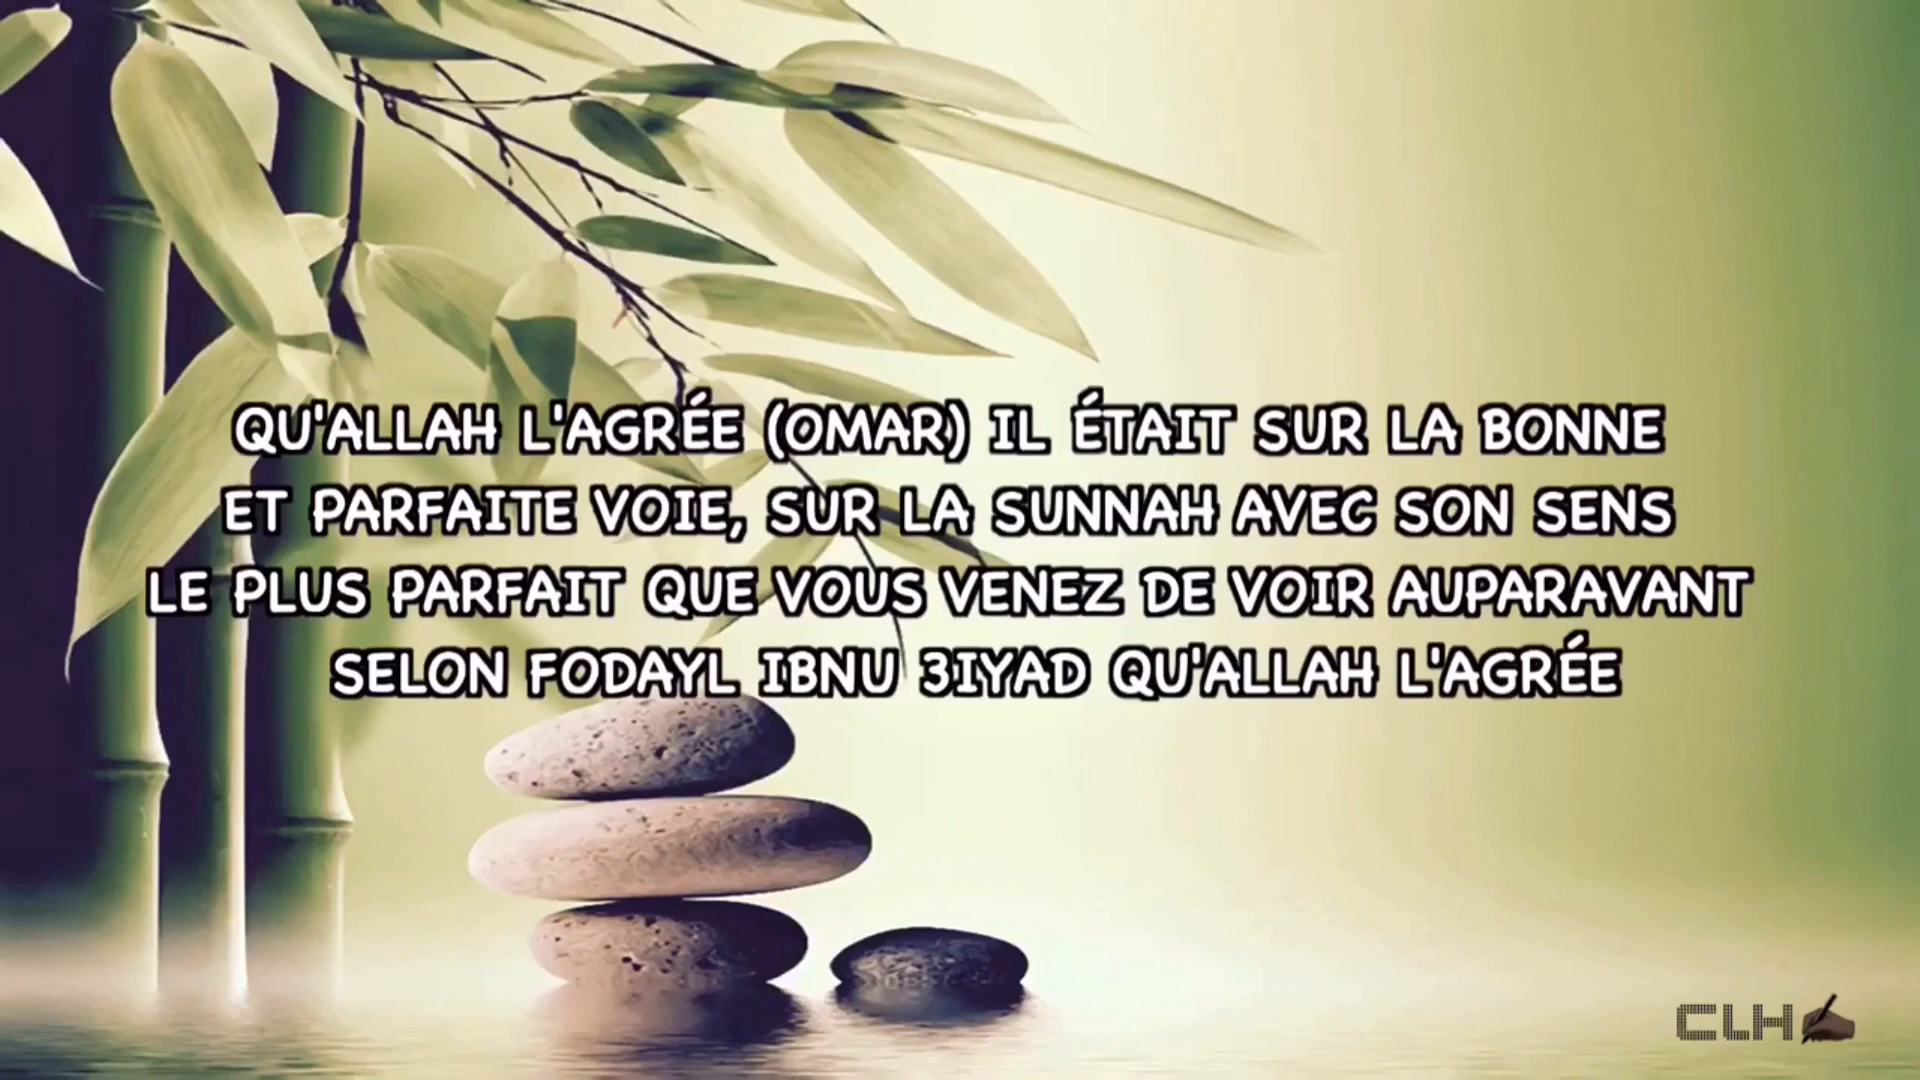 QU'ALLAH L'AGRÉE (OMAR) IL ÉTAIT SUR LA BONNE
ET PARFAITE VOIE, SUR LA SUNNAH AVEC SON SENS
LE PLUS PARFAIT QUE VOUS VENEZ DE VOIR AUPARAVANT
SELON FODAYL IBNU 3IYAD QU'ALLAH L'AGRÉE
CLH